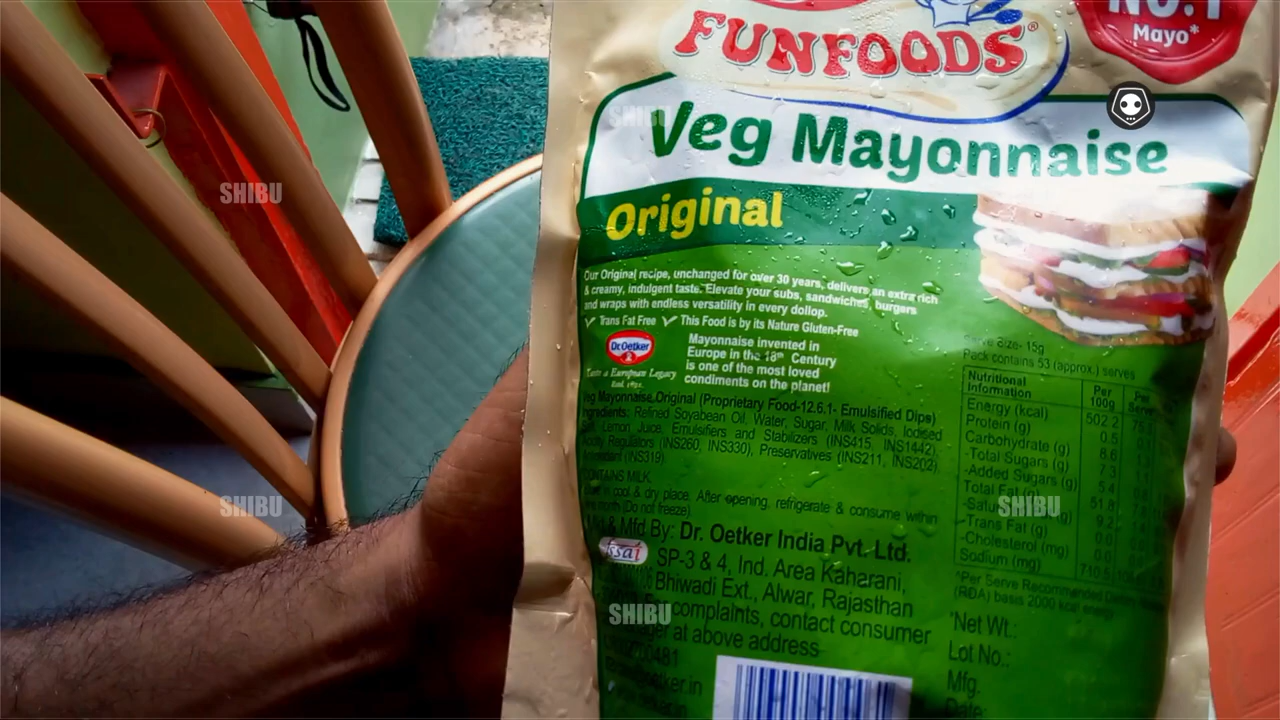 NO.1
Mayo*
FUNFOODS®
Veg Mayonnaise
Original
Our Original recipe, unchanged for over 30 years, delivers an extra rich
& creamy, indulgent taste. Elevate your subs, sandwiches, burgers
and wraps with endless versatility in every dollop.
Trans Fat Free This Food is by its Nature Gluten-Free
Dr.Oetker
a European Legacy
Mayonnaise invented in
Europe in the 18th Century
is one of the most loved
condiments on the planet!
Veg Mayonnaise Original (Proprietary Food-12.6.1- Emulsified Dips)
Ingredients: Refined Soyabean Oil, Water, Sugar, Milk Solids, Iodised
Lemon Juice, Emulsifiers and Stabilizers (INS415, INS1442),
Acidity Regulators (INS260, INS330), Preservatives (INS211, INS202),
(INS319)
CONTAINS MILK
in cool & dry place. After opening, refrigerate & consume within
month (Do not freeze)
& Mfd By: Dr. Oetker India Pvt. Ltd.
fssai
SP-3 & 4, Ind. Area Kaharani,
Bhiwadi Ext., Alwar, Rajasthan
For complaints, contact consumer
at above address
Size- 15g
Pack contains 53 (approx.) serves
Nutritional Information Per 100g Per
Energy (kcal) 502.2
Protein (g) 0.5
Carbohydrate (g) 8.6
-Total Sugars (g) 7.3
-Added Sugars (g) 5.4
Total Fat (g) 51.8
(g) 9.2
-Trans Fat (g) 0.0
-Cholesterol (mg) 0.0
Sodium (mg) 710.5
*Per Serve Recommended
(RDA) basis 2000 kcal energy
*Net Wt.:
Lot No.:
Mfg.
Date:
SHIBU
SHIBU
SHIBU
SHIBU
SHIBU